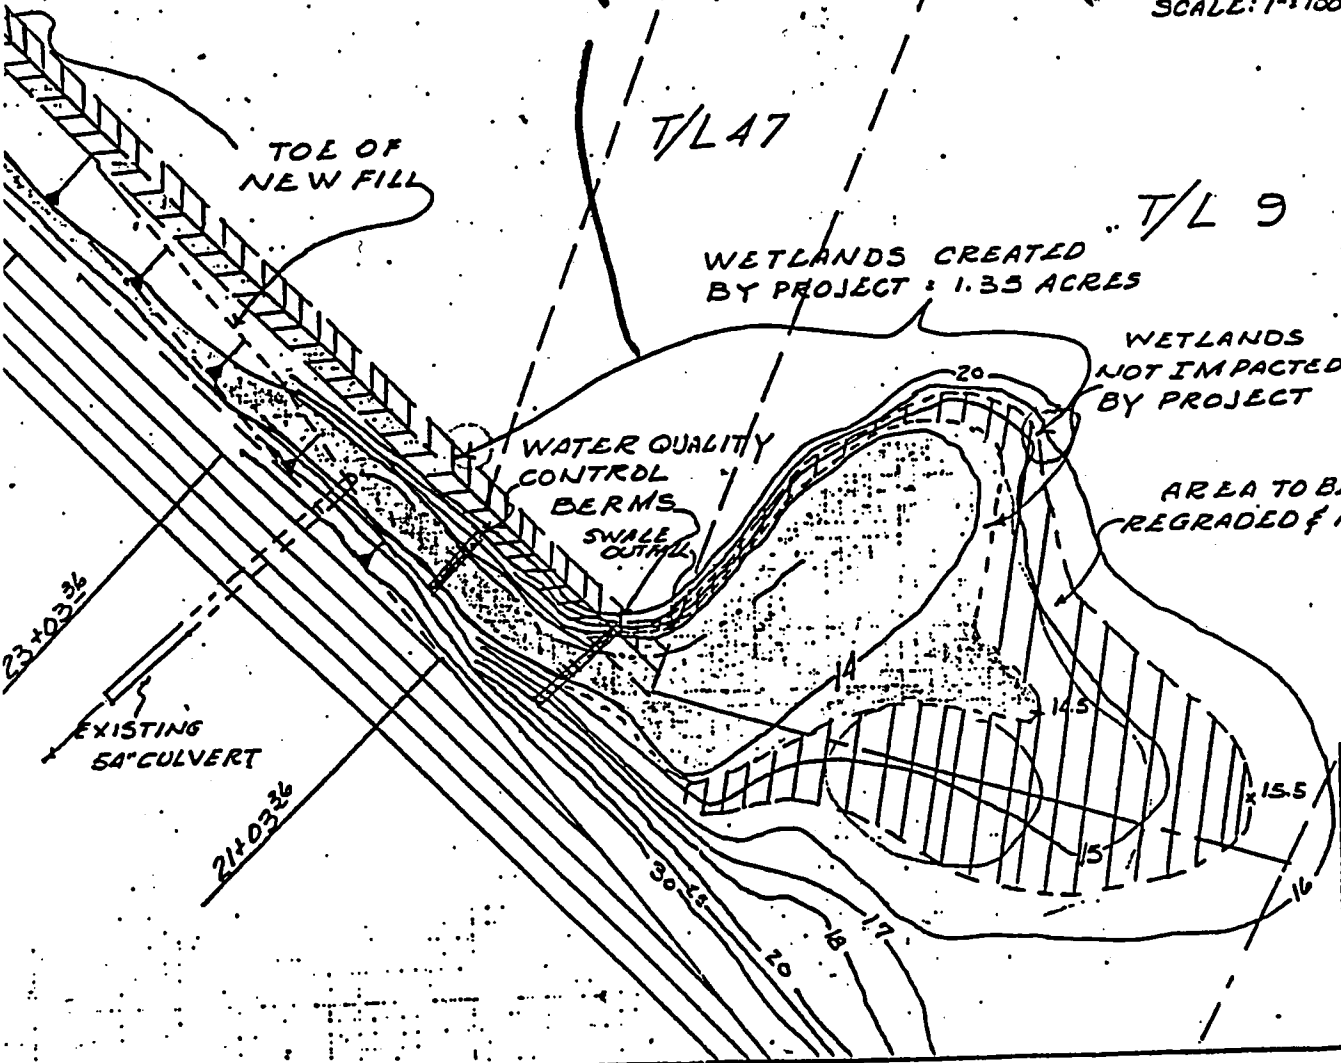 SCALE: 1"=100
T/L 47
TOE OF
NEW FILL
T/L 9
WETLANDS CREATED
BY PROJECT : 1.35 ACRES
WETLANDS
NOT IMPACTED
BY PROJECT
20
WATER QUALITY
CONTROL
BERMS
SWALE
OUTFALL
AREA TO B
REGRADED &
23+03 36
EXISTING
54" CULVERT
21+03 36
14
14.5
15.5
15
16
30
25
17
18
20